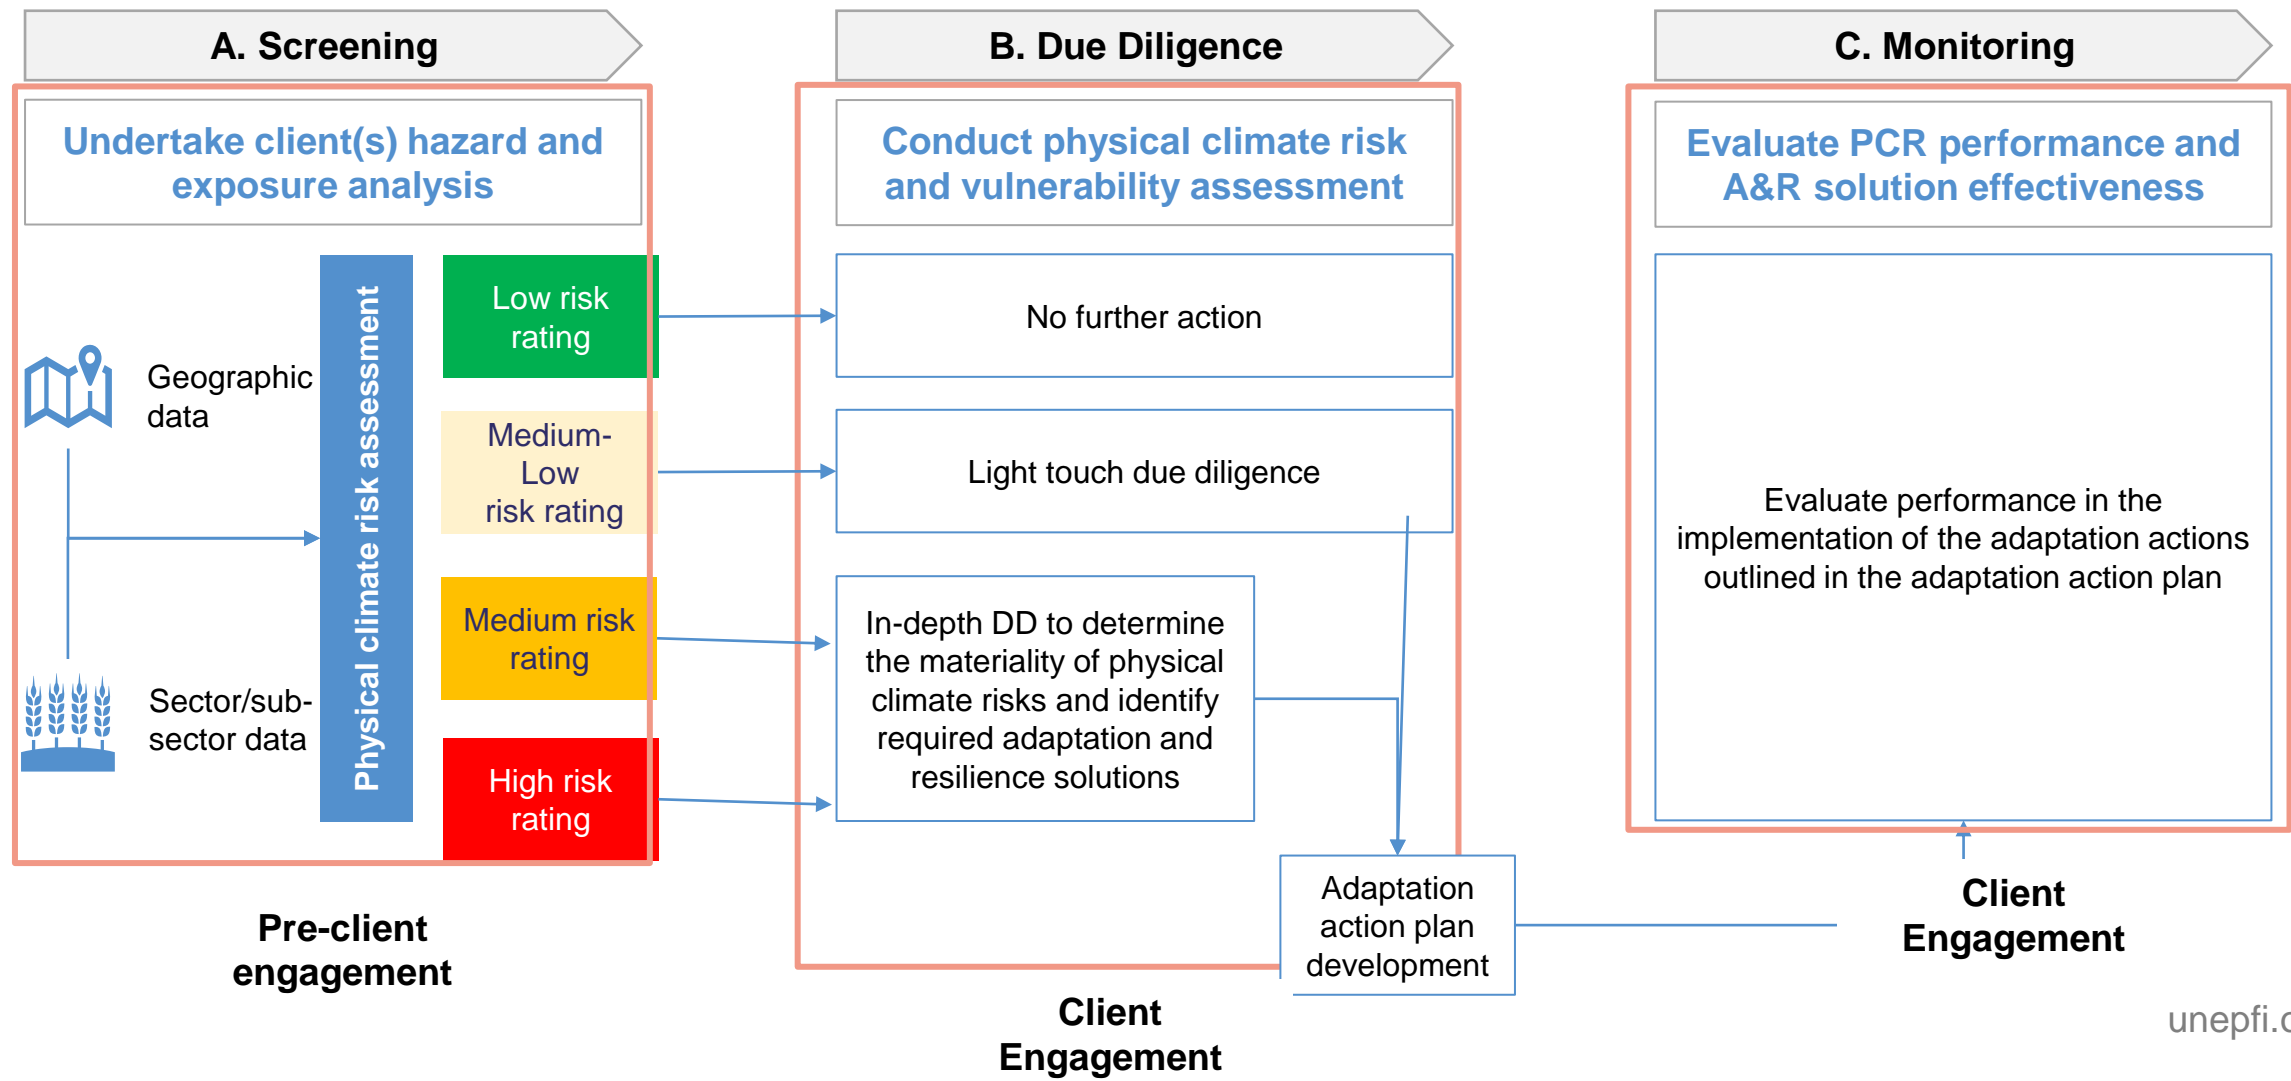 A. Screening
B. Due Diligence
C. Monitoring
Undertake client(s) hazard and
exposure analysis
Conduct physical climate risk
and vulnerability assessment
Evaluate PCR performance and
A&R solution effectiveness
Geographic
data
Sector/sub-
sector data
Physical climate risk assessment
Low risk
rating
Medium-
Low
risk rating
Medium risk
rating
High risk
rating
No further action
Light touch due diligence
In-depth DD to determine
the materiality of physical
climate risks and identify
required adaptation and
resilience solutions
Adaptation
action plan
development
Evaluate performance in the
implementation of the adaptation actions
outlined in the adaptation action plan
Pre-client
engagement
Client
Engagement
Client
Engagement